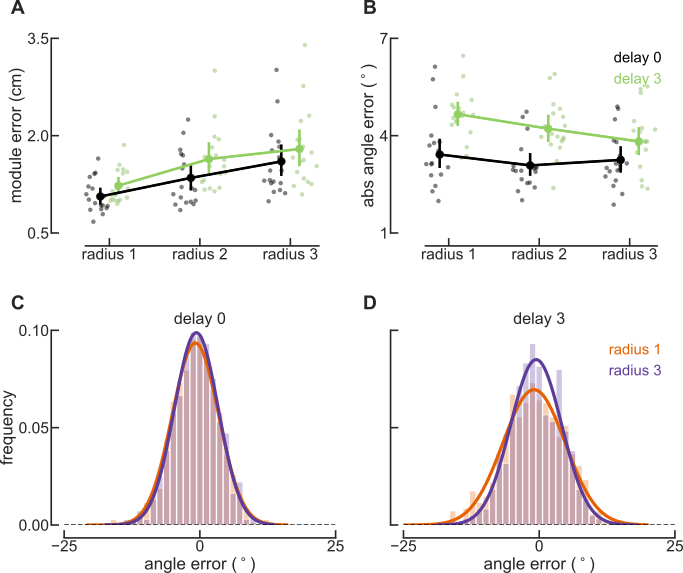 A
B
3.5
2.0
0.5
module error (cm)
radius 1
radius 2
radius 3
7
4
1
abs angle error ( ° )
delay 0
delay 3
radius 1
radius 2
radius 3
C
D
delay 0
delay 3
0.10
0.05
0.00
frequency
radius 1
radius 3
−25
0
25
angle error ( ° )
−25
0
25
angle error ( ° )